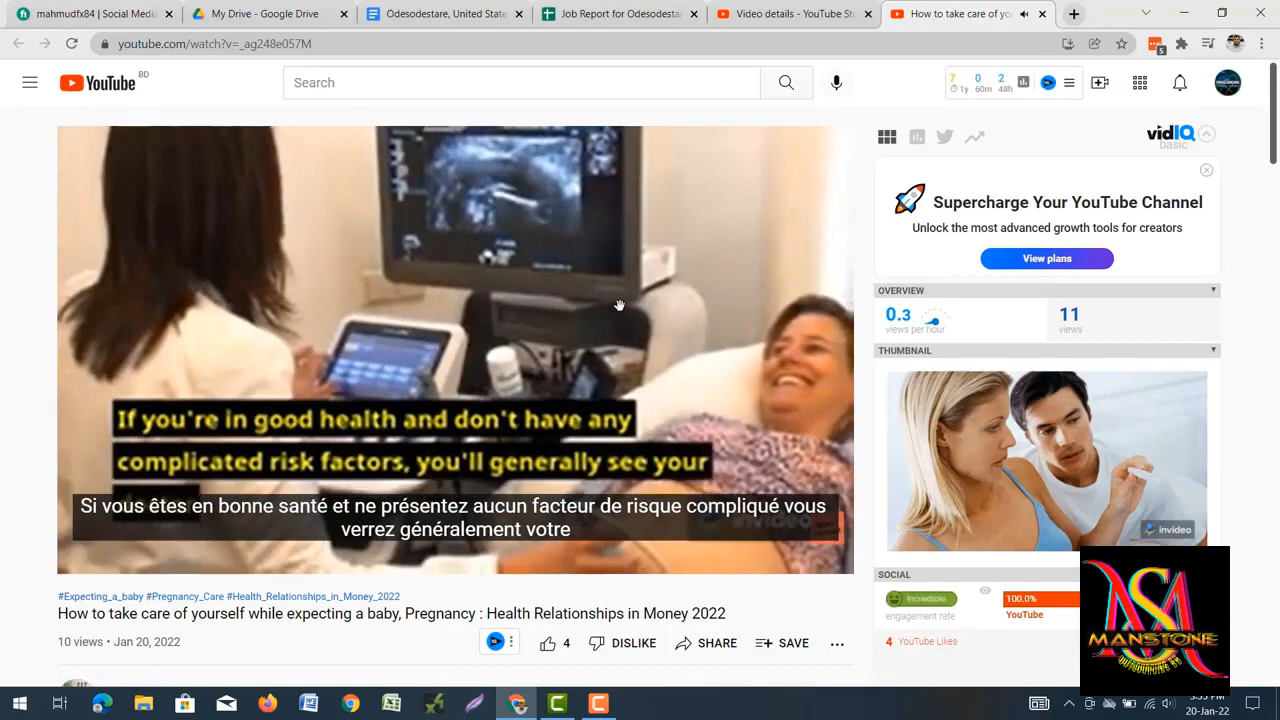 mahmudfx84 | Pro
My Drive - Google Driv
Odesodestare, United St
Job Report for Odesodest
Video details - YouTube St
How to take care of yo
youtube.com/watch?v=_ag248e057M
5
YouTube
BD
Search
7 0 2
1y 60m 48h
vidIQ
basic
Supercharge Your YouTube Channel
Unlock the most advanced growth tools for creators
View plans
OVERVIEW
0.3
views per hour
11
views
THUMBNAIL
invideo
SOCIAL
Incredible
engagement rate
100.0%
YouTube
4 YouTube Likes
If you're in good health and don't have any
complicated risk factors, you'll generally see your
Si vous êtes en bonne santé et ne présentez aucun facteur de risque compliqué vous
verrez généralement votre
#Expecting_a_baby #Pregnancy_Care #Health_Relationships_in_Money_2022
How to take care of yourself while expecting a baby, Pregnancy : Health Relationships in Money 2022
10 views • Jan 20, 2022
4
DISLIKE
SHARE
SAVE
MANSTONE
20-Jan-22